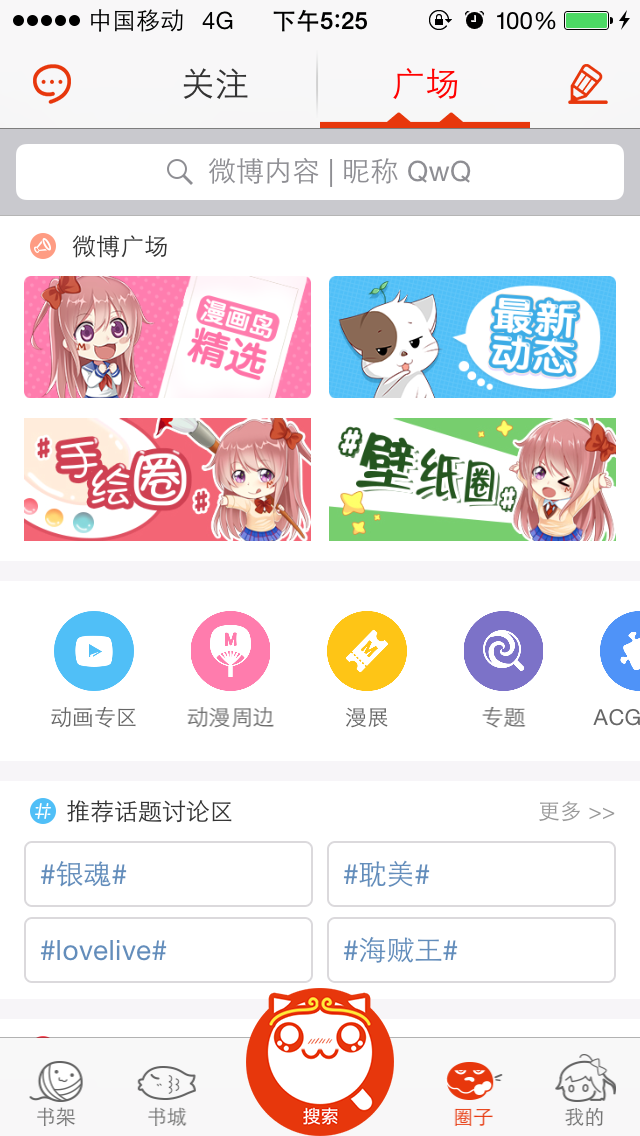 中国移动 4G 下午5:25 100%
关注 广场
微博内容 | 昵称 QwQ
微博广场
漫画岛
精选
最新
动态
#手绘圈#
#壁纸圈#
M
M
动画专区 动漫周边 漫展 专题 ACG
# 推荐话题讨论区 更多 >>
#银魂# #耽美#
#lovelive# #海贼王#
书架 书城 搜索 圈子 我的